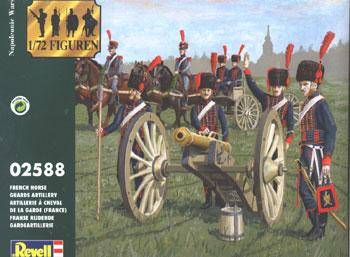 Napoleonic Wars
1/72 FIGUREN
02588
FRENCH HORSE
GUARDS ARTILLERY
ARTILLERIE À CHEVAL
DE LA GARDE (FRANCE)
FRANSE RIJDENDE
GARDEARTILLERIE
Revell